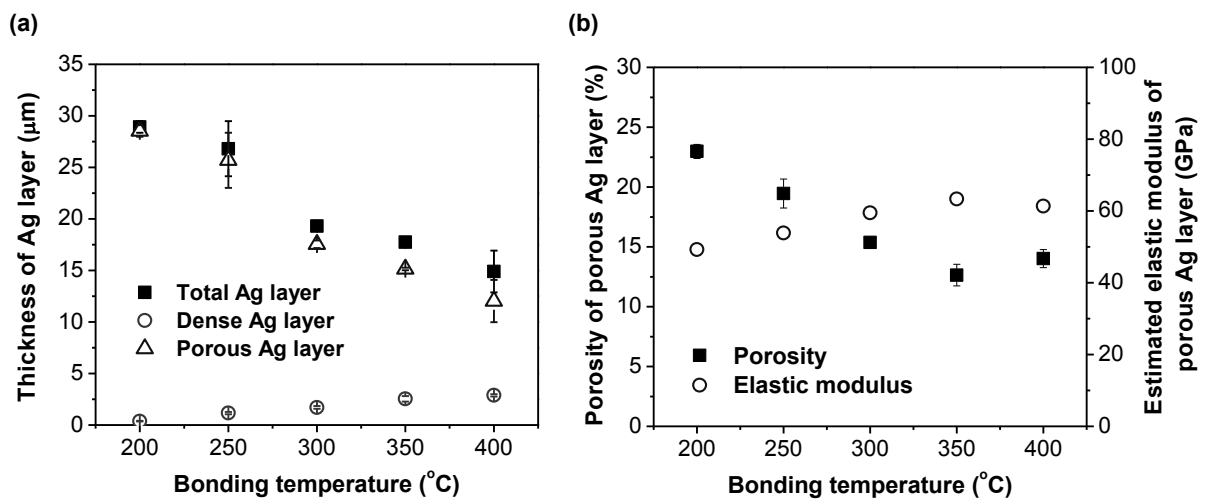 (a)
Thickness of Ag layer (μm)
35
30
25
20
15
10
5
0
Total Ag layer
Dense Ag layer
Porous Ag layer
200 250 300 350 400
Bonding temperature (°C)
(b)
Porosity of porous Ag layer (%)
30
25
20
15
10
5
0
Porosity
Elastic modulus
200 250 300 350 400
Bonding temperature (°C)
100
80
60
40
20
0
Estimated elastic modulus of
porous Ag layer (GPa)